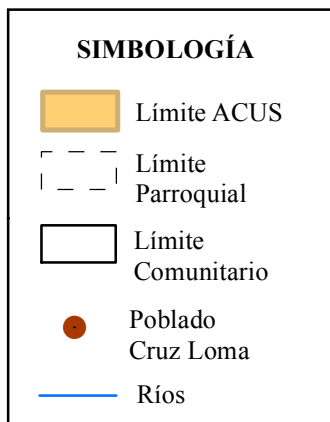 SIMBOLOGÍA
Límite ACUS
Límite
Parroquial
Límite
Comunitario
Poblado
Cruz Loma
Ríos